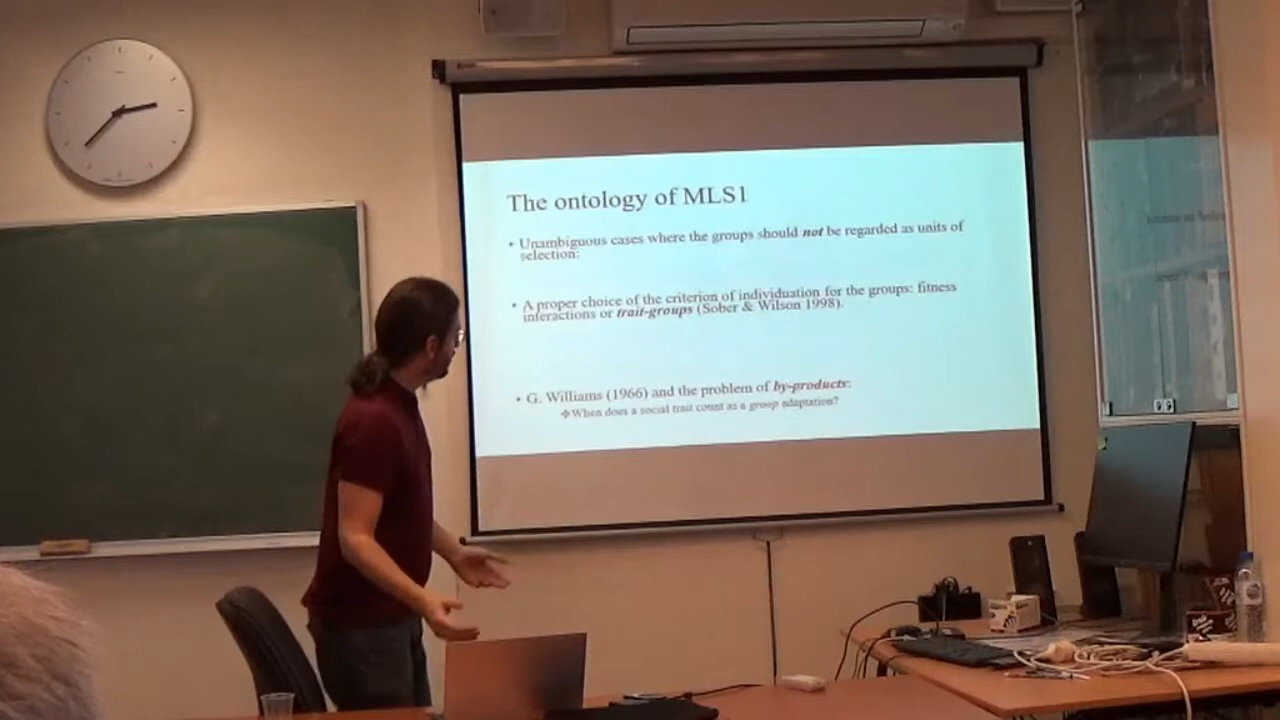 The ontology of MLS1
• Unambiguous cases where the groups should not be regarded as units of
selection:
• A proper choice of the criterion of individuation for the groups: fitness
interactions or trait-groups (Sober & Wilson 1998).
• G. Williams (1966) and the problem of by-products:
❖When does a social trait count as a group adaptation?